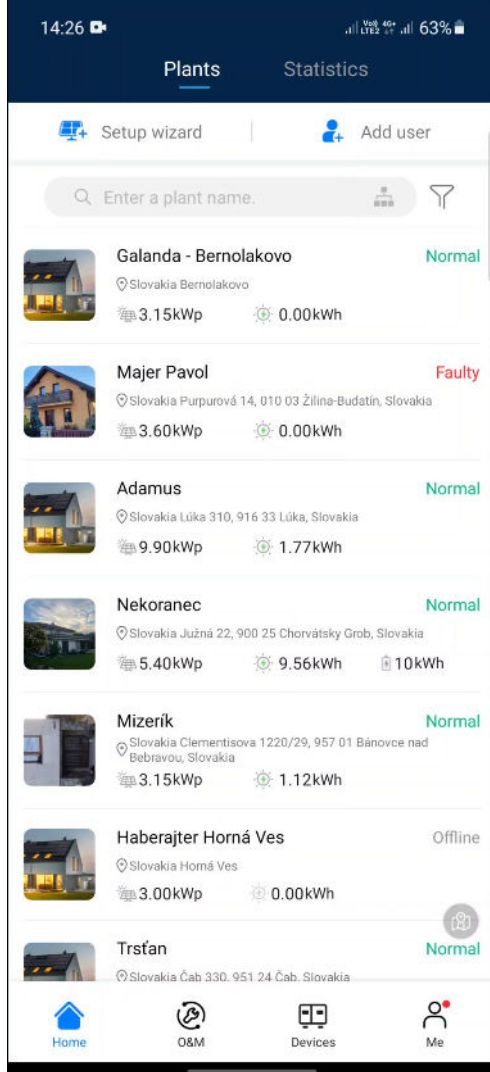 14:26 VoD LTE2 4G+ 63%
Plants Statistics
Setup wizard Add user
Enter a plant name.
Galanda - Bernolakovo Normal
Slovakia Bernolakovo
3.15kWp 0.00kWh
Majer Pavol Faulty
Slovakia Purpurová 14, 010 03 Žilina-Budatín, Slovakia
3.60kWp 0.00kWh
Adamus Normal
Slovakia Lúka 310, 916 33 Lúka, Slovakia
9.90kWp 1.77kWh
Nekoranec Normal
Slovakia Južná 22, 900 25 Chorvátsky Grob, Slovakia
5.40kWp 9.56kWh 10kWh
Mizerík Normal
Slovakia Clementisova 1220/29, 957 01 Bánovce nad
Bebravou, Slovakia
3.15kWp 1.12kWh
Haberajter Horná Ves Offline
Slovakia Horná Ves
3.00kWp 0.00kWh
Trsťan Normal
Slovakia Čab 330, 951 24 Čab, Slovakia
Home O&M Devices Me